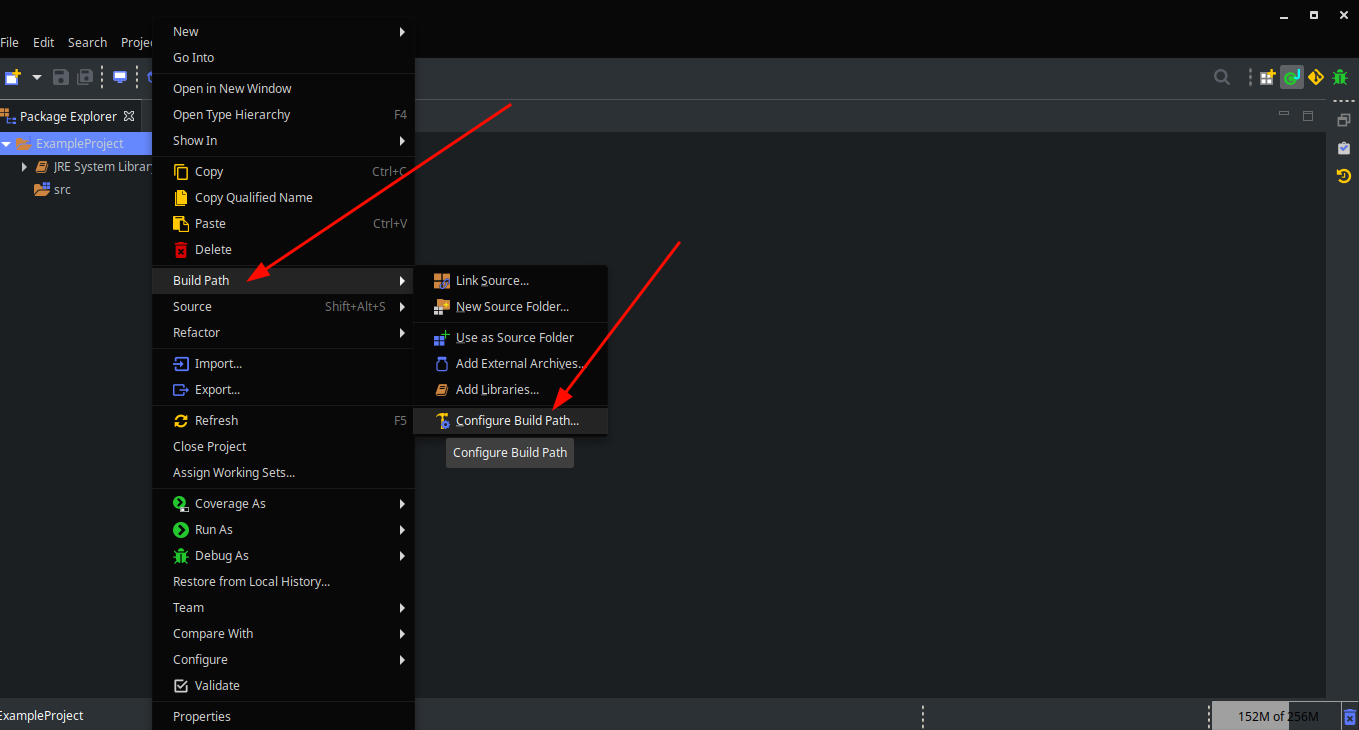 File Edit Search Projec
Package Explorer
ExampleProject
JRE System Librar
src
New
Go Into
Open in New Window
Open Type Hierarchy F4
Show In
Copy Ctrl+C
Copy Qualified Name
Paste Ctrl+V
Delete
Build Path
Source Shift+Alt+S
Refactor
Import...
Export...
Refresh F5
Close Project
Assign Working Sets...
Coverage As
Run As
Debug As
Restore from Local History...
Team
Compare With
Configure
Validate
Properties
Link Source...
New Source Folder...
Use as Source Folder
Add External Archives...
Add Libraries...
Configure Build Path...
Configure Build Path
ExampleProject
152M of 256M